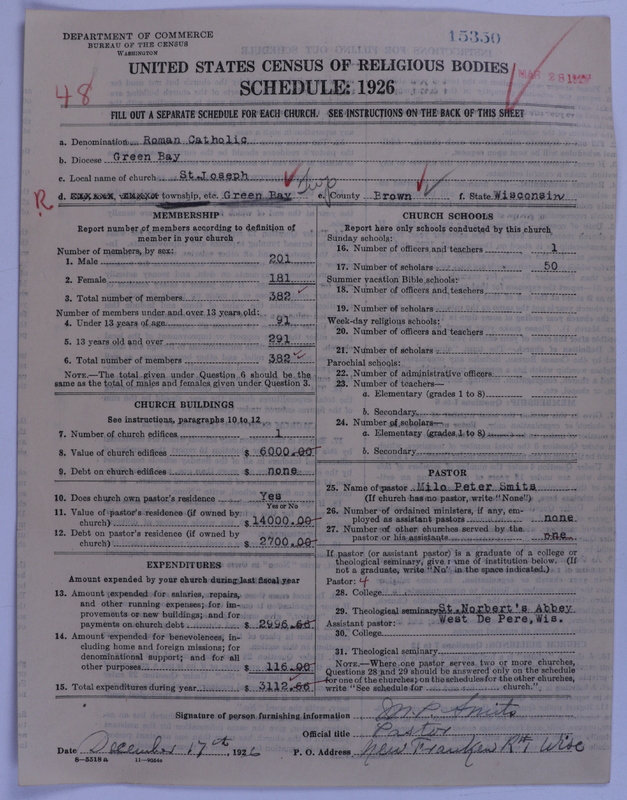 DEPARTMENT OF COMMERCE
BUREAU OF THE CENSUS
WASHINGTON
15350
UNITED STATES CENSUS OF RELIGIOUS BODIES
SCHEDULE: 1926
MAR 28 1927
48
FILL OUT A SEPARATE SCHEDULE FOR EACH CHURCH. SEE INSTRUCTIONS ON THE BACK OF THIS SHEET
a. Denomination Roman Catholic
b. Diocese Green Bay
c. Local name of church St.Joseph
R
d. township, etc. Green Bay twp e. County Brown f. State Wisconsin
MEMBERSHIP
Report number of members according to definition of member in your church
Number of members, by sex:
1. Male 201
2. Female 181
3. Total number of members 382
Number of members under and over 13 years old:
4. Under 13 years of age 91
5. 13 years old and over 291
6. Total number of members 382
NOTE.—The total given under Question 6 should be the same as the total of males and females given under Question 3.
CHURCH BUILDINGS
See instructions, paragraphs 10 to 12
7. Number of church edifices 1
8. Value of church edifices $ 6000.00
9. Debt on church edifices $ none
10. Does church own pastor's residence Yes
Yes or No
11. Value of pastor's residence (if owned by
church) $ 14000.00
12. Debt on pastor's residence (if owned by
church) $ 2700.00
EXPENDITURES
Amount expended by your church during last fiscal year
13. Amount expended for salaries, repairs,
and other running expenses; for im-
provements or new buildings; and for
payments on church debt $ 2996.66
14. Amount expended for benevolences, in-
cluding home and foreign missions; for
denominational support; and for all
other purposes $ 116.00
15. Total expenditures during year $ 3112.66
CHURCH SCHOOLS
Report here only schools conducted by this church
Sunday schools:
16. Number of officers and teachers 1
17. Number of scholars 50
Summer vacation Bible schools:
18. Number of officers and teachers
19. Number of scholars
Week-day religious schools:
20. Number of officers and teachers
21. Number of scholars
Parochial schools:
22. Number of administrative officers
23. Number of teachers—
a. Elementary (grades 1 to 8)
b. Secondary
24. Number of scholars—
a. Elementary (grades 1 to 8)
b. Secondary
PASTOR
25. Name of pastor Milo Peter Smits
(If church has no pastor, write "None")
26. Number of ordained ministers, if any, em-
ployed as assistant pastors none
27. Number of other churches served by the
pastor or his assistants one
If pastor (or assistant pastor) is a graduate of a college or
theological seminary, give name of institution below. (If
not a graduate, write "No" in the space indicated.)
Pastor: 4
28. College
29. Theological seminary St.Norbert's Abbey
Assistant pastor: West De Pere,Wis.
30. College
31. Theological seminary
NOTE.—Where one pastor serves two or more churches,
Questions 28 and 29 should be answered only on the schedule
for one of the churches; on the schedules for the other churches,
write "See schedule for church."
Signature of person furnishing information M P Smits
Official title Pastor
Date December 17th, 1926 P. O. Address New Franken R#1 Wisc
8-5518 a 11-9254a